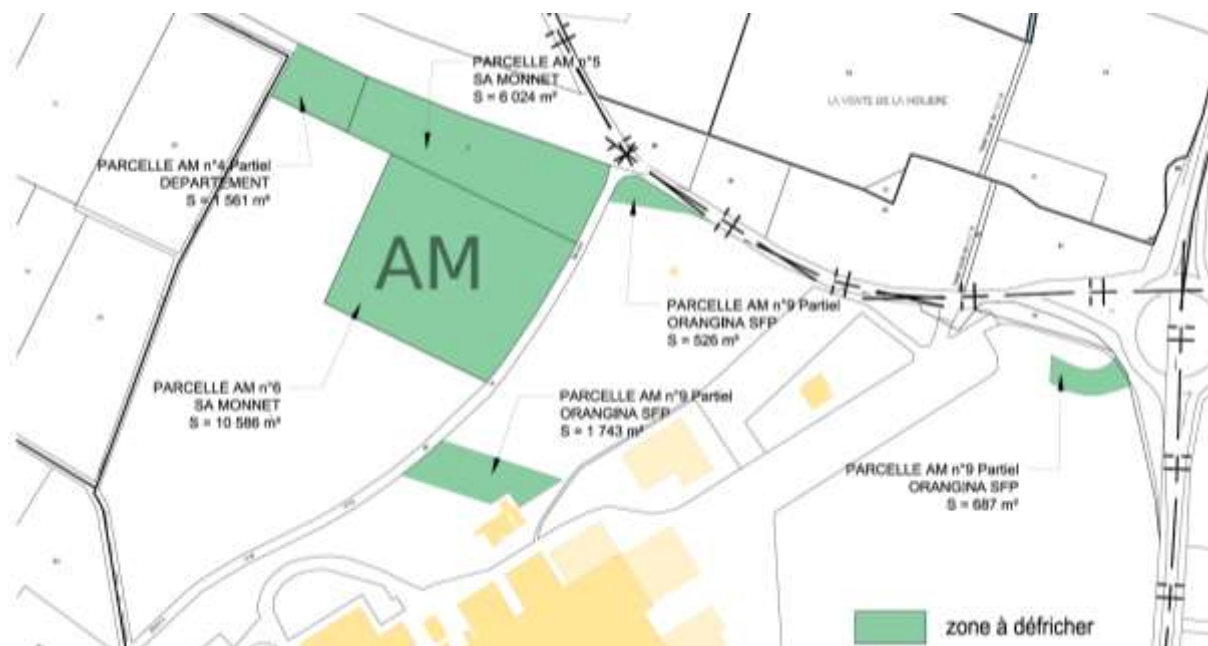 PARCELLE AM n°5
SA MONNET
S = 6 024 m²
LA VENTE DE LA
PARCELLE AM n°4 Partiel
DEPARTEMENT
S = 1 561 m²
AM
PARCELLE AM n°9 Partiel
ORANGINA SFP
S = 526 m²
PARCELLE AM n°6
SA MONNET
S = 10 586 m²
PARCELLE AM n°9 Partiel
ORANGINA SFP
S = 1 743 m²
PARCELLE AM n°9 Partiel
ORANGINA SFP
S = 687 m²
zone à défricher